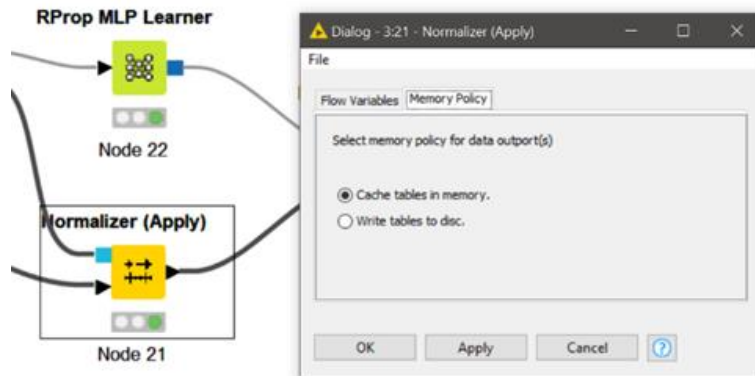 RProp MLP Learner
Node 22
Normalizer (Apply)
Node 21
Dialog - 3:21 - Normalizer (Apply)
File
Flow Variables Memory Policy
Select memory policy for data outport(s)
Cache tables in memory.
Write tables to disc.
OK Apply Cancel ?